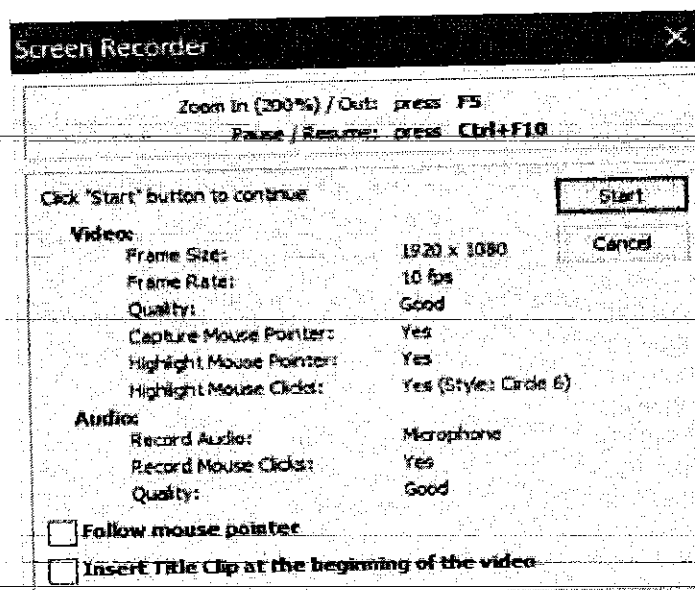 Screen Recorder
Zoom In (200%) / Out: press F5
Pause / Resume: press Ctrl+F10
Click "Start" button to continue
Start
Cancel
Video:
Frame Size: 1920 x 1080
Frame Rate: 10 fps
Quality: Good
Capture Mouse Pointer: Yes
Highlight Mouse Pointer: Yes
Highlight Mouse Clicks: Yes (Style: Circle 6)
Audio:
Record Audio: Microphone
Record Mouse Clicks: Yes
Quality: Good
Follow mouse pointer
Insert Title Clip at the beginning of the video